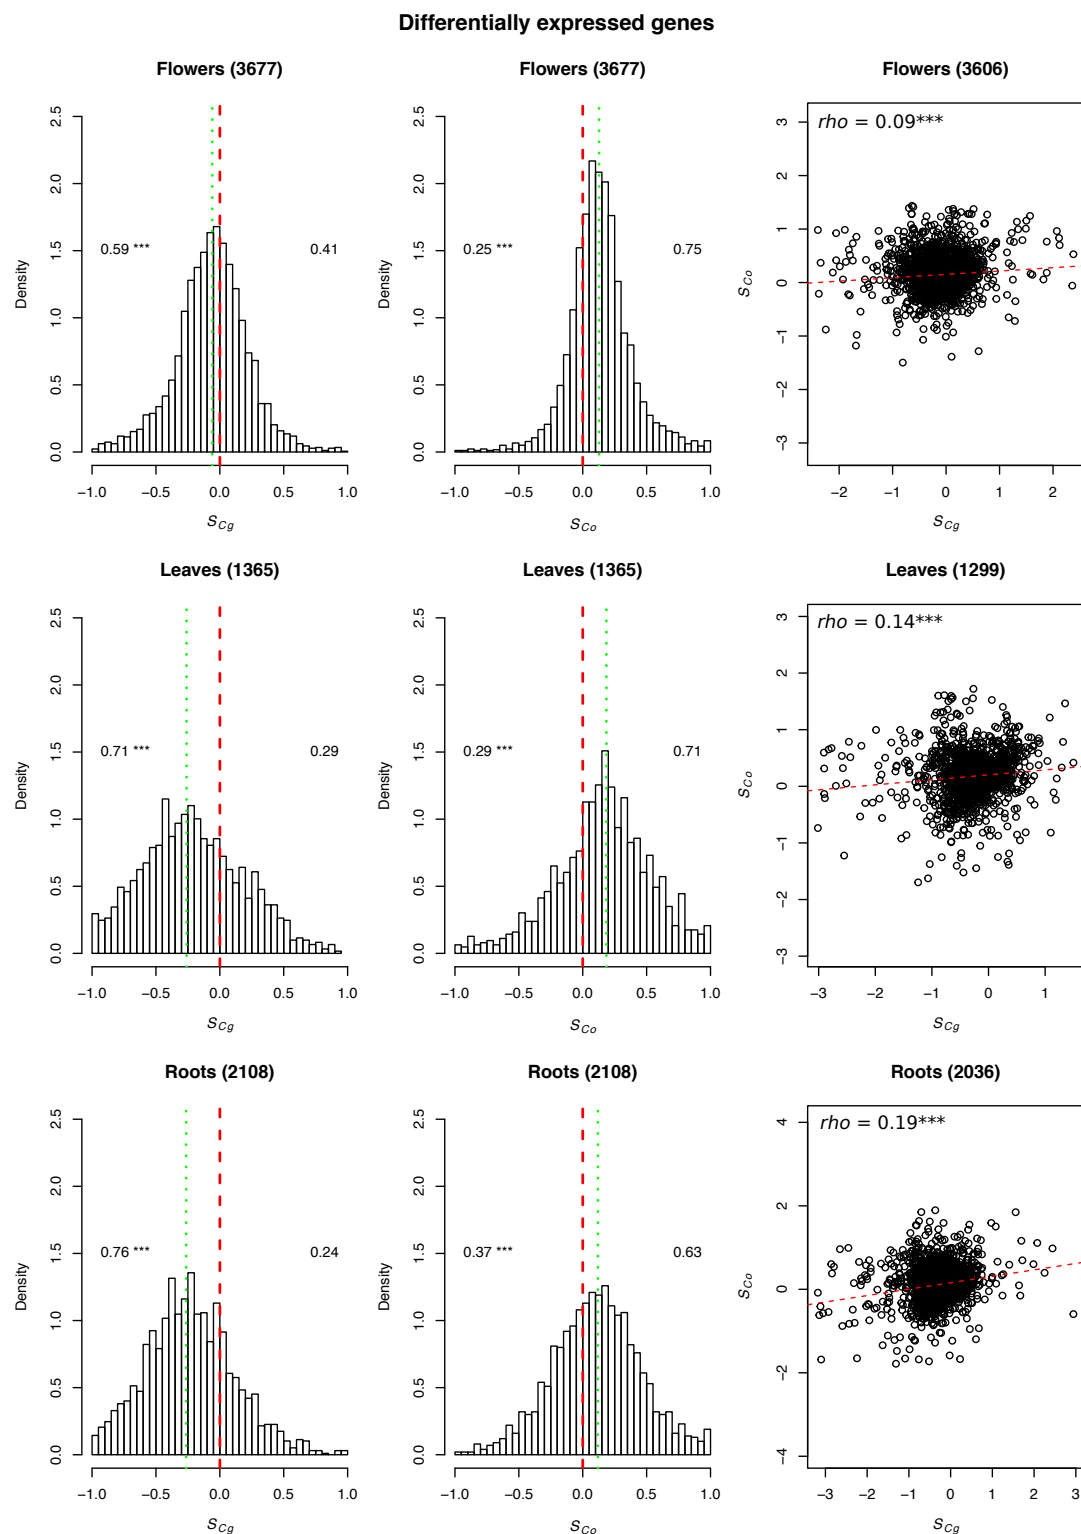 Differentially expressed genes
Flowers (3677)
Flowers (3677)
Flowers (3606)
Density
0.0 0.5 1.0 1.5 2.0 2.5
0.59 ***
0.41
−1.0 −0.5 0.0 0.5 1.0
S Cg
Density
0.0 0.5 1.0 1.5 2.0 2.5
0.25 ***
0.75
−1.0 −0.5 0.0 0.5 1.0
S Co
rho = 0.09***
S Co
−3 −2 −1 0 1 2 3
−2 −1 0 1 2
S Cg
Leaves (1365)
Leaves (1365)
Leaves (1299)
Density
0.0 0.5 1.0 1.5 2.0 2.5
0.71 ***
0.29
−1.0 −0.5 0.0 0.5 1.0
S Cg
Density
0.0 0.5 1.0 1.5 2.0 2.5
0.29 ***
0.71
−1.0 −0.5 0.0 0.5 1.0
S Co
rho = 0.14***
S Co
−3 −2 −1 0 1 2 3
−3 −2 −1 0 1
S Cg
Roots (2108)
Roots (2108)
Roots (2036)
Density
0.0 0.5 1.0 1.5 2.0 2.5
0.76 ***
0.24
−1.0 −0.5 0.0 0.5 1.0
S Cg
Density
0.0 0.5 1.0 1.5 2.0 2.5
0.37 ***
0.63
−1.0 −0.5 0.0 0.5 1.0
S Co
rho = 0.19***
S Co
−4 −2 0 2 4
−3 −2 −1 0 1 2 3
S Cg